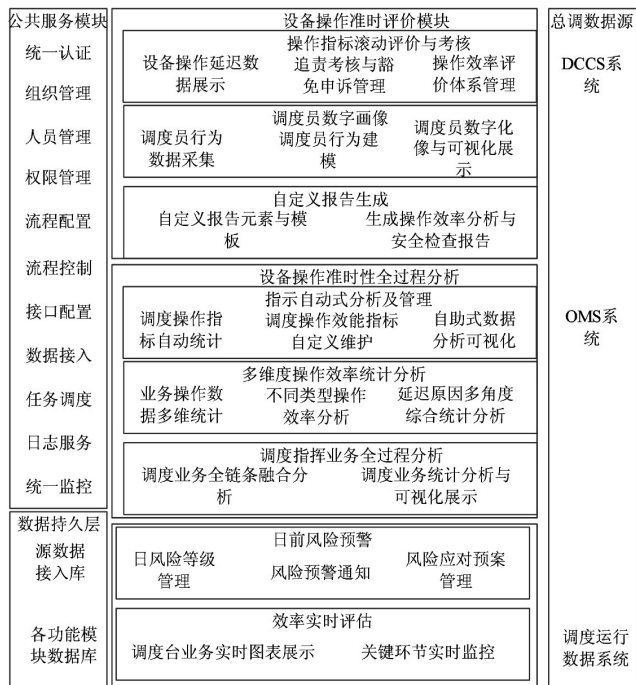 公共服务模块
统一认证
组织管理
人员管理
权限管理
流程配置
流程控制
接口配置
数据接入
任务调度
日志服务
统一监控
数据持久层
源数据
接入库
各功能模
块数据库
设备操作准时评价模块
操作指标滚动评价与考核
设备操作延迟数
据展示
追责考核与豁
免申诉管理
操作效率评
价体系管理
调度员数字画像
调度员行为
数据采集
调度员行为建
模
调度员数字化
像与可视化展
示
自定义报告生成
自定义报告元素与模
板
生成操作效率分析与
安全检查报告
设备操作准时性全过程分析
指示自动式分析及管理
调度操作指
标自动统计
调度操作效能指标
自定义维护
自助式数据
分析可视化
多维度操作效率统计分析
业务操作数
据多维统计
不同类型操作
效率分析
延迟原因多角度
综合统计分析
调度指挥业务全过程分析
调度业务全链条融合分
析
调度业务统计分析与
可视化展示
日前风险预警
日风险等级
管理
风险预警通知
风险应对预案
管理
效率实时评估
调度台业务实时图表展示
关键环节实时监控
总调数据源
DCCS系
统
OMS系
统
调度运行
数据系统